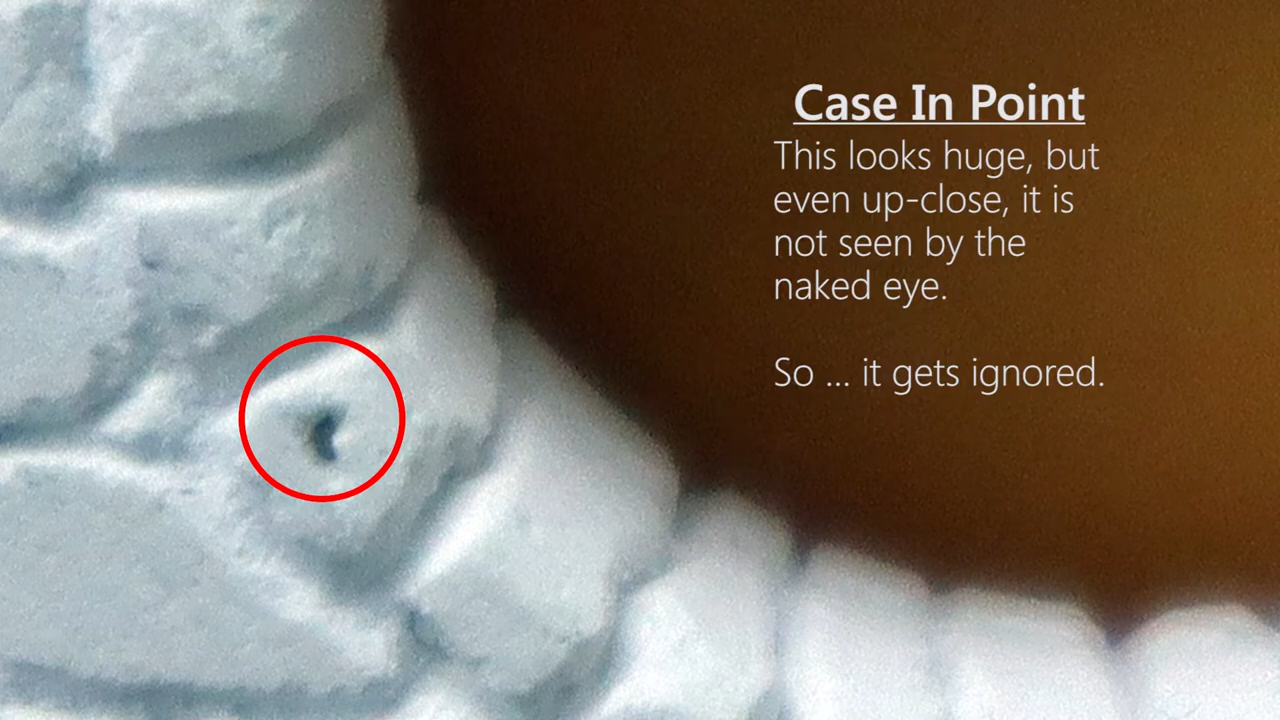 Case In Point
This looks huge, but
even up-close, it is
not seen by the
naked eye.
So ... it gets ignored.